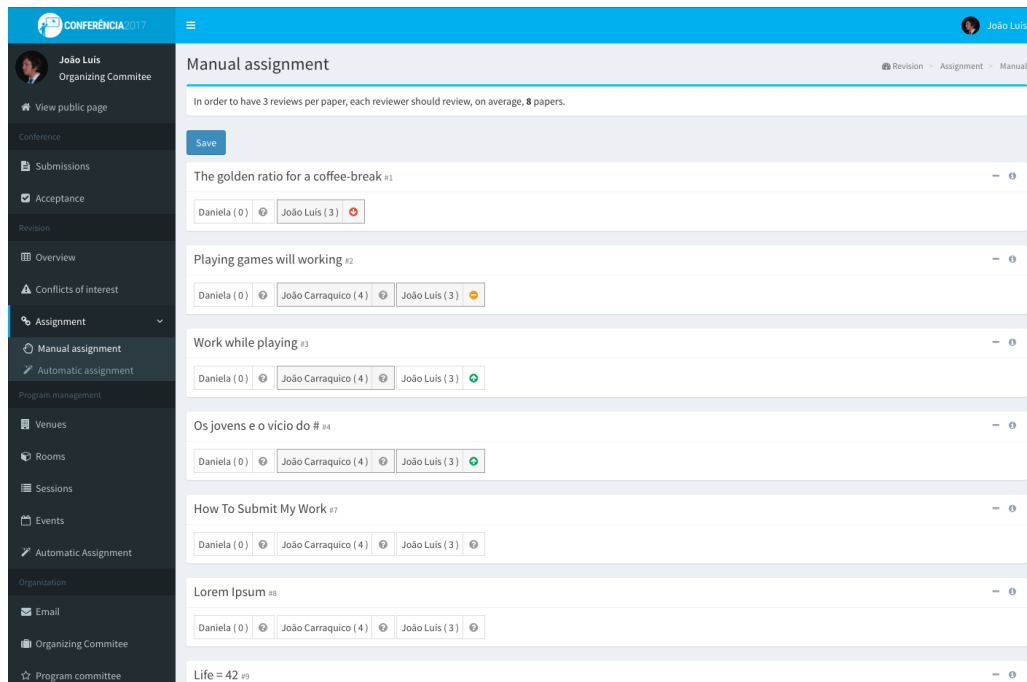 CONFERÊNCIA2017
João Luís
João Luís
Organizing Commitee
View public page
Conference
Submissions
Acceptance
Revision
Overview
Conflicts of interest
Assignment
Manual assignment
Automatic assignment
Program management
Venues
Rooms
Sessions
Events
Automatic Assignment
Organization
Email
Organizing Commitee
Program committee
Manual assignment
Revision > Assignment > Manual
In order to have 3 reviews per paper, each reviewer should review, on average, 8 papers.
Save
The golden ratio for a coffee-break #1
Daniela ( 0 ) João Luís ( 3 )
Playing games will working #2
Daniela ( 0 ) João Carraquico ( 4 ) João Luís ( 3 )
Work while playing #3
Daniela ( 0 ) João Carraquico ( 4 ) João Luís ( 3 )
Os jovens e o vício do # #4
Daniela ( 0 ) João Carraquico ( 4 ) João Luís ( 3 )
How To Submit My Work #7
Daniela ( 0 ) João Carraquico ( 4 ) João Luís ( 3 )
Lorem Ipsum #8
Daniela ( 0 ) João Carraquico ( 4 ) João Luís ( 3 )
Life = 42 #9